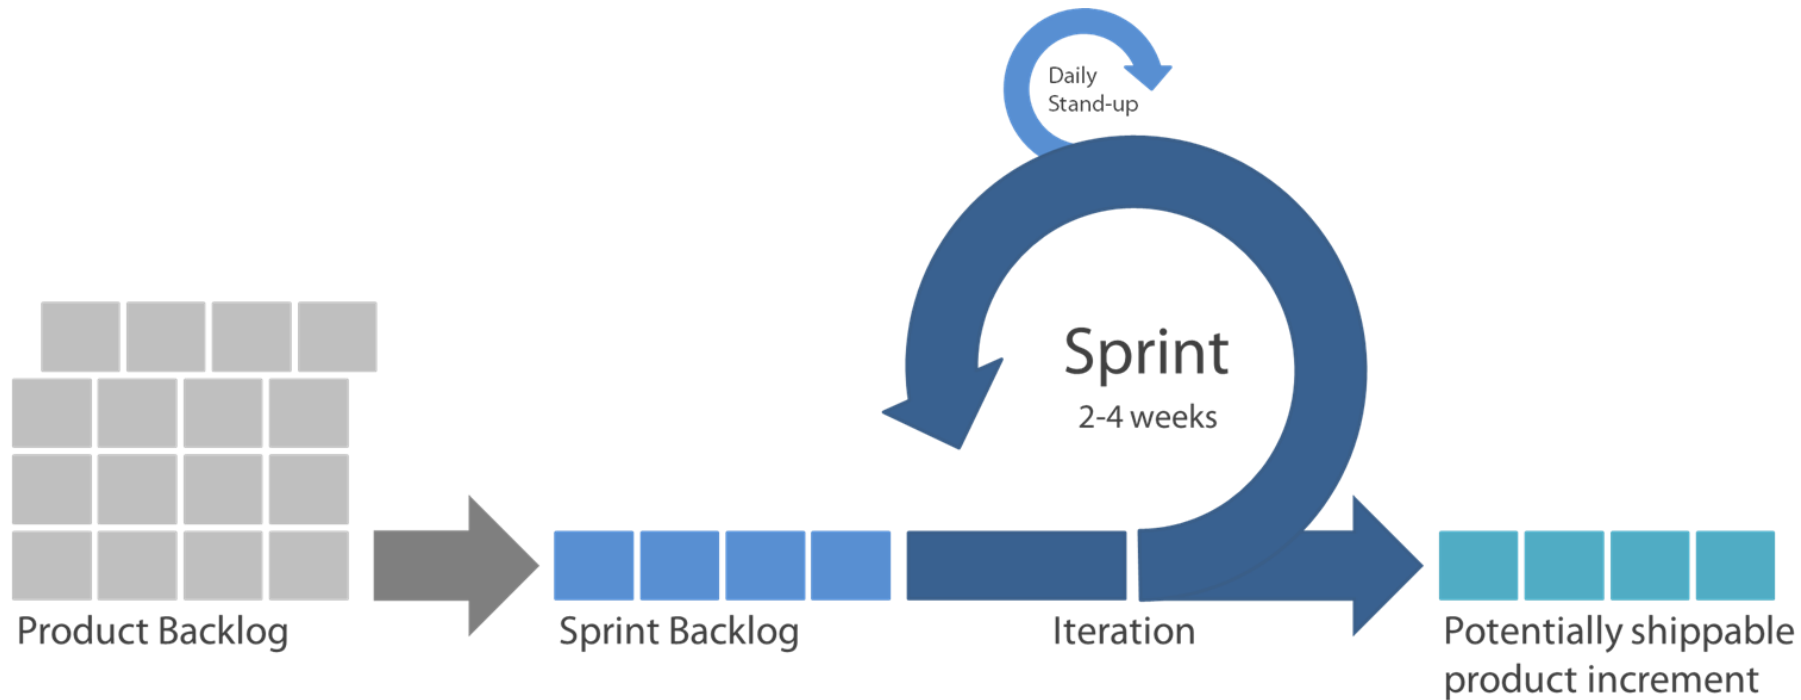 Daily
Stand-up
Sprint
2-4 weeks
Product Backlog
Sprint Backlog
Iteration
Potentially shippable
product increment